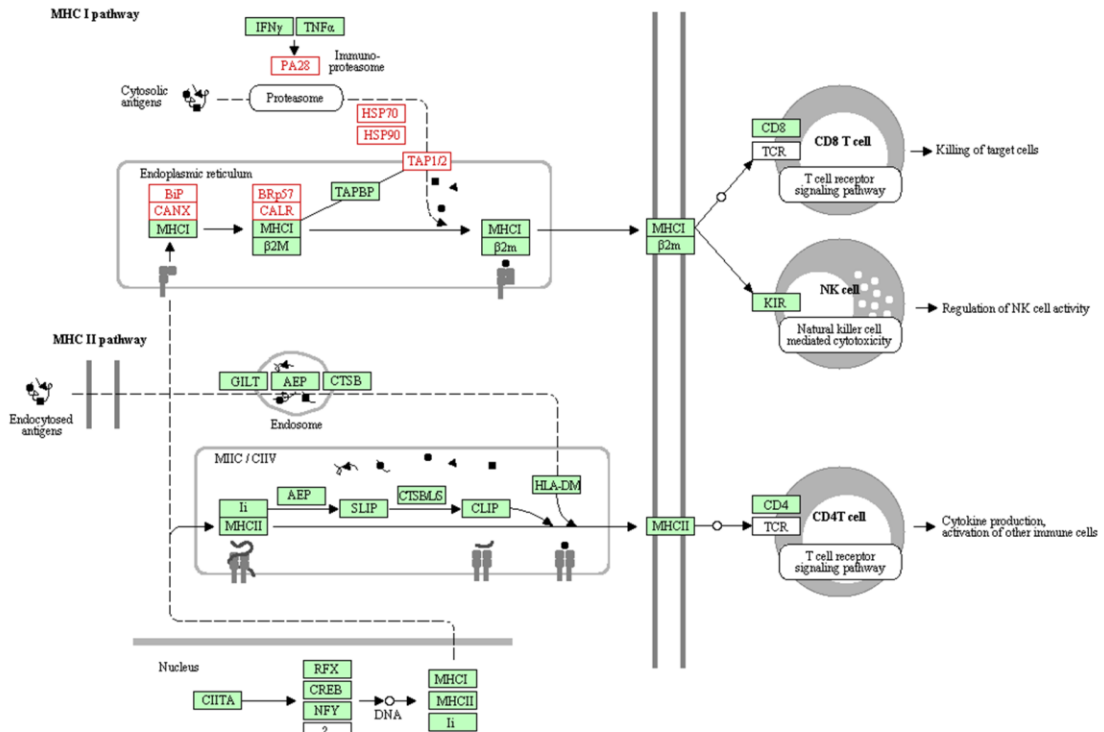 MHC I pathway
IFNγ
TNFα
PA28
Immuno-
proteasome
Cytosolic
antigens
Proteasome
HSP70
HSP90
TAP1/2
Endoplasmic reticulum
BiP
CANX
MHCI
BRp57
CALR
MHCI
β2M
TAPBP
MHCI
β2m
MHCI
β2m
CD8
TCR
CD8 T cell
T cell receptor
signaling pathway
Killing of target cells
KIR
NK cell
Natural killer cell
mediated cytotoxicity
Regulation of NK cell activity
MHC II pathway
Endocytosed
antigens
GILT
AEP
CTSB
Endosome
MIIC / CIIV
Ii
MHCII
AEP
SLIP
CTSB/L/S
CLIP
HLA-DM
MHCII
CD4
TCR
CD4T cell
T cell receptor
signaling pathway
Cytokine production,
activation of other immune cells
Nucleus
CIITA
RFX
CREB
NFY
?
DNA
MHCI
MHCII
Ii